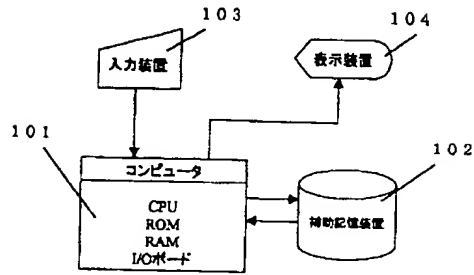 103
入力装置
104
表示装置
101
コンピュータ
CPU
ROM
RAM
I/Oボード
102
補助記憶装置